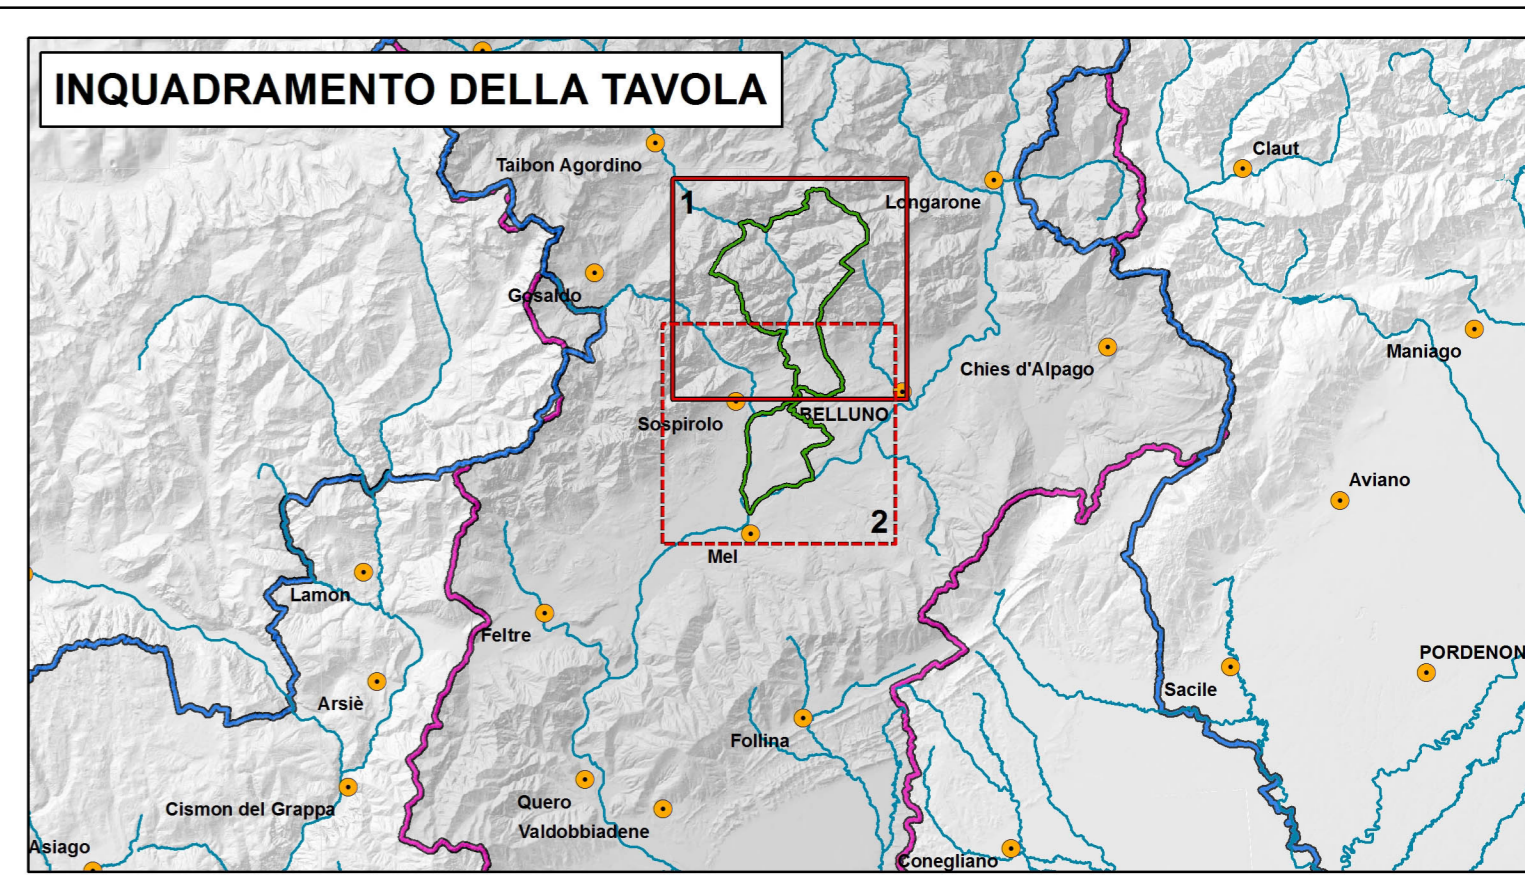 INQUADRAMENTO DELLA TAVOLA
Claut
Taibon Agordino
1
Longarone
Gosaldo
Maniago
Chies d'Alpago
BELLUNO
Sospirolo
Aviano
2
Mel
Lamon
Feltre
PORDENON
Sacile
Arsiè
Follina
Quero
Cismon del Grappa
Valdobbiadene
Asiago
Conegliano